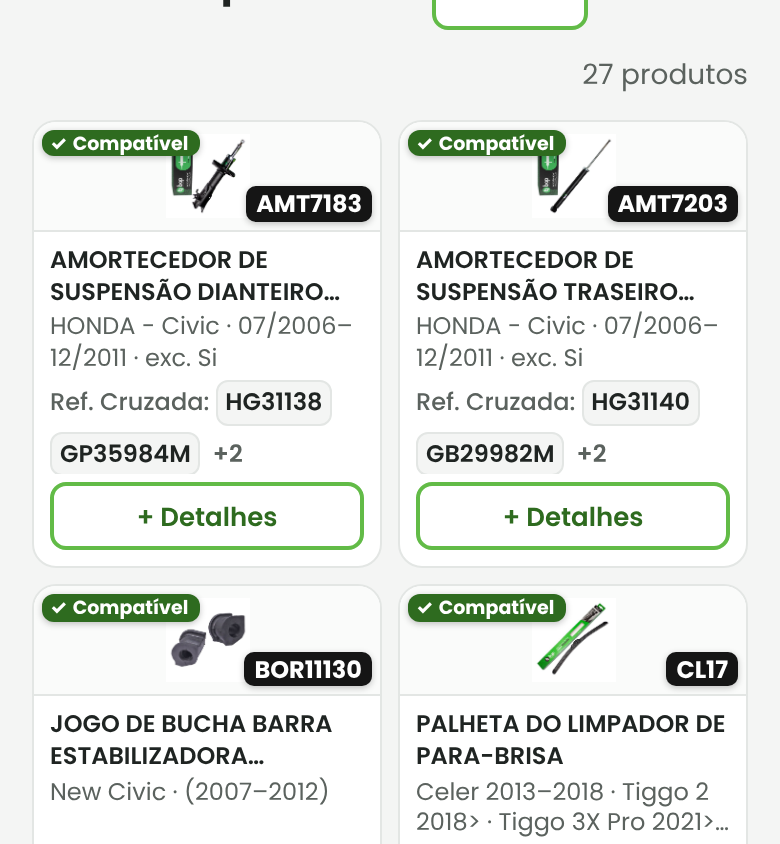 27 produtos
✓ Compatível
AMT7183
AMORTECEDOR DE
SUSPENSÃO DIANTEIRO...
HONDA - Civic · 07/2006–
12/2011 · exc. Si
Ref. Cruzada: HG31138
GP35984M +2
+ Detalhes
✓ Compatível
AMT7203
AMORTECEDOR DE
SUSPENSÃO TRASEIRO...
HONDA - Civic · 07/2006–
12/2011 · exc. Si
Ref. Cruzada: HG31140
GB29982M +2
+ Detalhes
✓ Compatível
BOR11130
JOGO DE BUCHA BARRA
ESTABILIZADORA...
New Civic · (2007–2012)
✓ Compatível
CL17
PALHETA DO LIMPADOR DE
PARA-BRISA
Celer 2013–2018 · Tiggo 2
2018> · Tiggo 3X Pro 2021>...